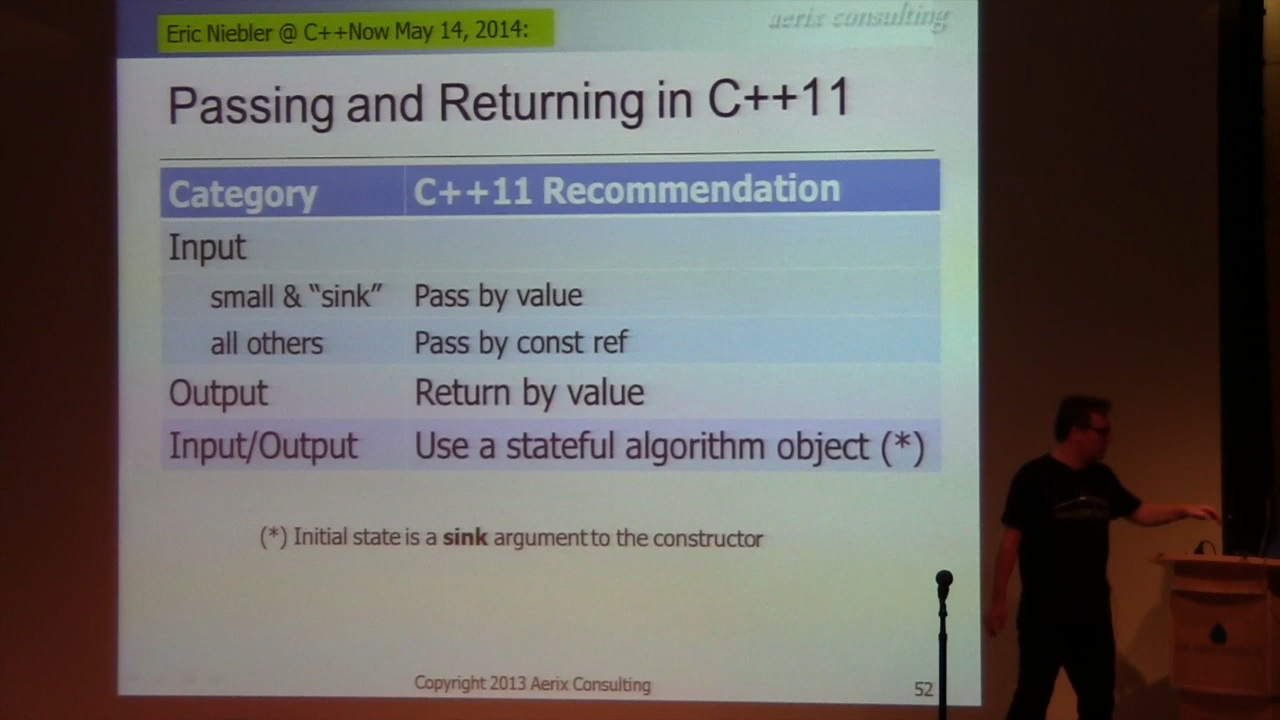 Eric Niebler @ C++Now May 14, 2014:
aerix consulting
Passing and Returning in C++11
Category C++11 Recommendation
Input
small & “sink” Pass by value
all others Pass by const ref
Output Return by value
Input/Output Use a stateful algorithm object (*)
(*) Initial state is a sink argument to the constructor
Copyright 2013 Aerix Consulting
52